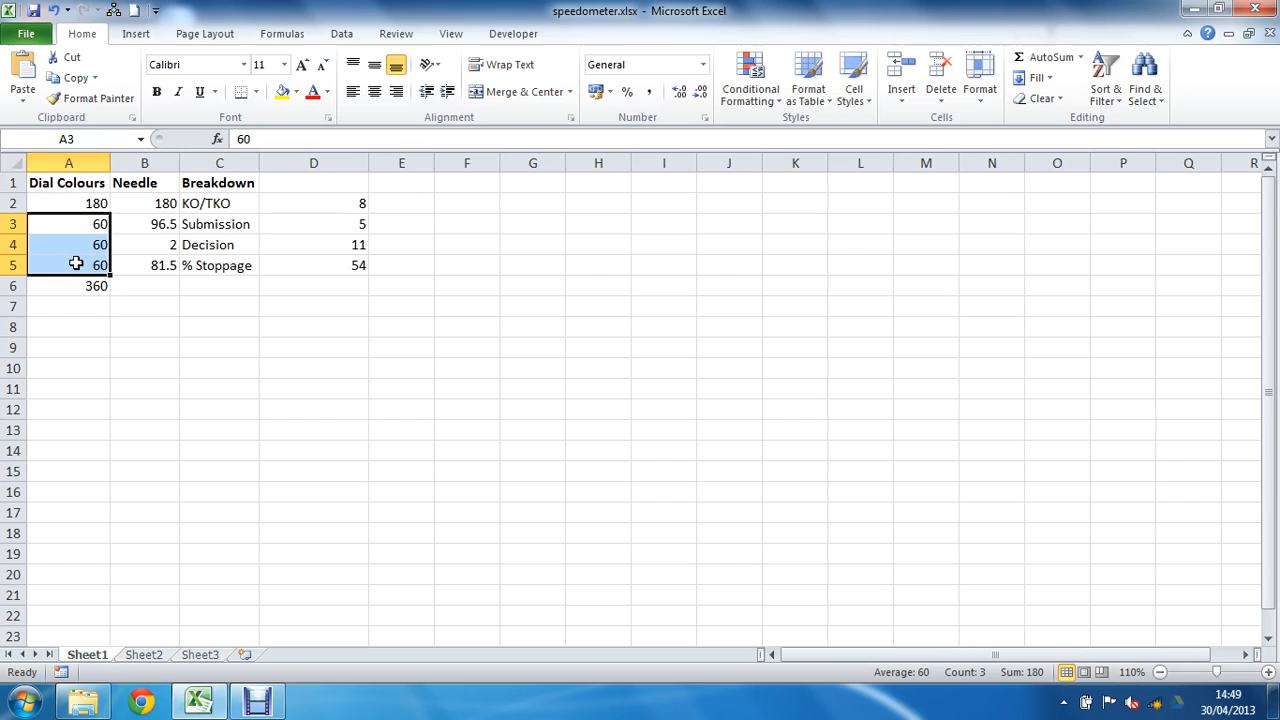 speedometer.xlsx - Microsoft Excel
File Home Insert Page Layout Formulas Data Review View Developer
Paste
Cut
Copy
Format Painter
Clipboard
Calibri 11
B I U
Font
Wrap Text
Merge & Center
Alignment
General
%
Number
Conditional Formatting
Format as Table
Cell Styles
Styles
Insert
Delete
Format
Cells
AutoSum
Fill
Clear
Sort & Filter
Find & Select
Editing
A3 fx 60
A B C D E F G H I J K L M N O P Q R
1 Dial Colours Needle Breakdown
2 180 180 KO/TKO 8
3 60 96.5 Submission 5
4 60 2 Decision 11
5 60 81.5 % Stoppage 54
6 360
7
8
9
10
11
12
13
14
15
16
17
18
19
20
21
22
23
Sheet1 Sheet2 Sheet3
Ready Average: 60 Count: 3 Sum: 180 110%
14:49
30/04/2013